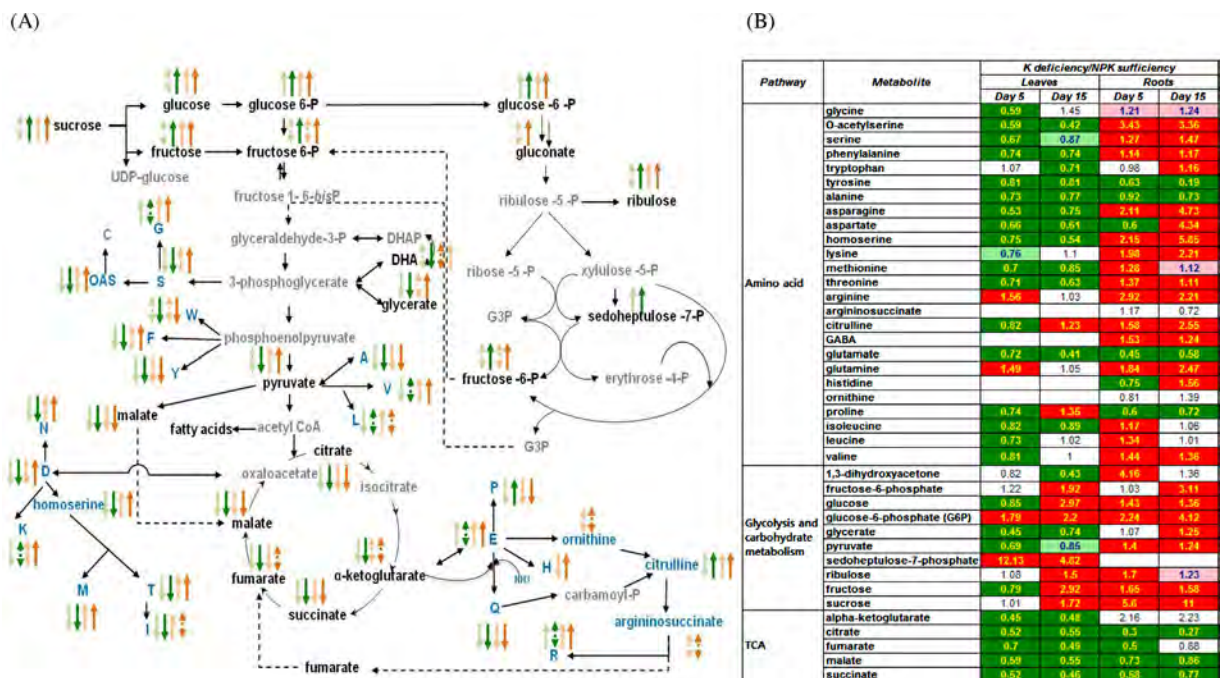 (A)
(B)
glucose
glucose 6-P
glucose -6 -P
sucrose
fructose
fructose 6-P
gluconate
UDP-glucose
fructose 1- 6-bisP
ribulose -5 -P
ribulose
G
C
glyceraldehyde-3-P
DHAP
DHA
ribose -5 -P
xylulose -5-P
OAS
S
3-phosphoglycerate
glycerate
W
G3P
sedoheptulose -7-P
F
phosphoenolpyruvate
Y
A
pyruvate
V
fructose -6-P
erythrose -4-P
malate
L
N
fatty acids
acetyl CoA
G3P
citrate
D
oxaloacetate
isocitrate
homoserine
P
K
malate
E
ornithine
fumarate
α-ketoglutarate
H
citrulline
M
T
carbamoyl-P
succinate
Q
I
argininosuccinate
R
fumarate
Pathway Metabolite K deficiency/NPK sufficiency
Leaves Roots
Day 5 Day 15 Day 5 Day 15
Amino acid
glycine 0.59 1.45 1.21 1.24
O-acetylserine 0.59 0.42 3.43 3.36
serine 0.67 0.87 1.27 1.47
phenylalanine 0.74 0.74 1.14 1.17
tryptophan 1.07 0.71 0.98 1.16
tyrosine 0.81 0.81 0.63 0.19
alanine 0.73 0.77 0.92 0.73
asparagine 0.53 0.75 2.11 4.73
aspartate 0.66 0.61 0.6 4.34
homoserine 0.75 0.54 2.15 5.85
lysine 0.76 1.1 1.98 2.21
methionine 0.7 0.85 1.28 1.12
threonine 0.71 0.63 1.37 1.11
arginine 1.56 1.03 2.92 2.21
argininosuccinate 1.17 0.72
citrulline 0.82 1.23 1.58 2.55
GABA 1.53 1.24
glutamate 0.72 0.41 0.45 0.58
glutamine 1.49 1.05 1.84 2.47
histidine 0.75 1.56
ornithine 0.81 1.39
proline 0.74 1.35 0.6 0.72
isoleucine 0.82 0.89 1.17 1.06
leucine 0.73 1.02 1.34 1.01
valine 0.81 1 1.44 1.36
Glycolysis and
carbohydrate
metabolism
1,3-dihydroxyacetone 0.82 0.43 4.16 1.36
fructose-6-phosphate 1.22 1.92 1.03 3.11
glucose 0.85 2.97 1.43 1.36
glucose-6-phosphate (G6P) 1.79 2.2 2.24 4.12
glycerate 0.45 0.74 1.07 1.25
pyruvate 0.69 0.85 1.4 1.24
sedoheptulose-7-phosphate 12.13 4.82
ribulose 1.08 1.5 1.7 1.23
fructose 0.79 2.92 1.65 1.58
sucrose 1.01 1.72 5.6 11
TCA
alpha-ketoglutarate 0.45 0.48 2.16 2.23
citrate 0.52 0.55 0.3 0.27
fumarate 0.7 0.49 0.5 0.88
malate 0.59 0.55 0.73 0.86
succinate 0.52 0.46 0.58 0.77